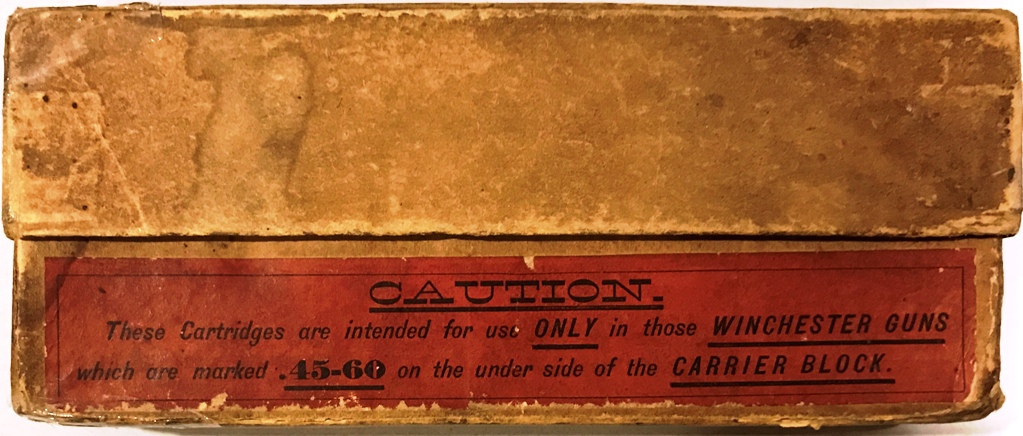 CAUTION.
These Cartridges are intended for use ONLY in those WINCHESTER GUNS
which are marked .45-60 on the under side of the CARRIER BLOCK.